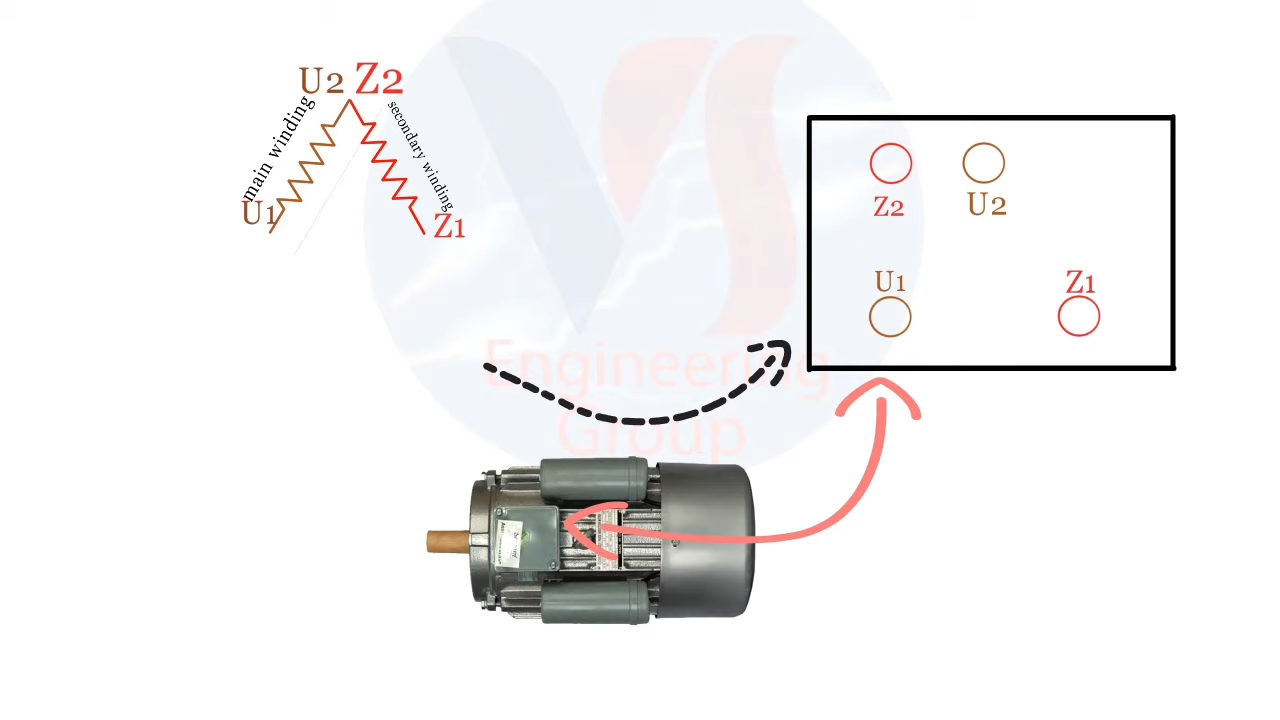 U2 Z2
main winding
secondary winding
U1
Z1
Z2
U2
U1
Z1
Engineering
Group